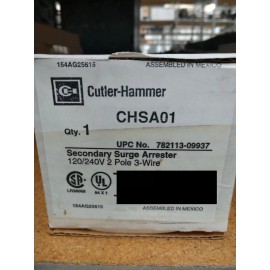 154AG25615
ASSEMBLED IN MEXICO
Cutler-Hammer
CHSA01
Qty. 1
UPC No. 782113-09937
Secondary Surge Arrester
120/240V 2 Pole 3-Wire
154AG25615
ASSEMBLED IN MEXICO